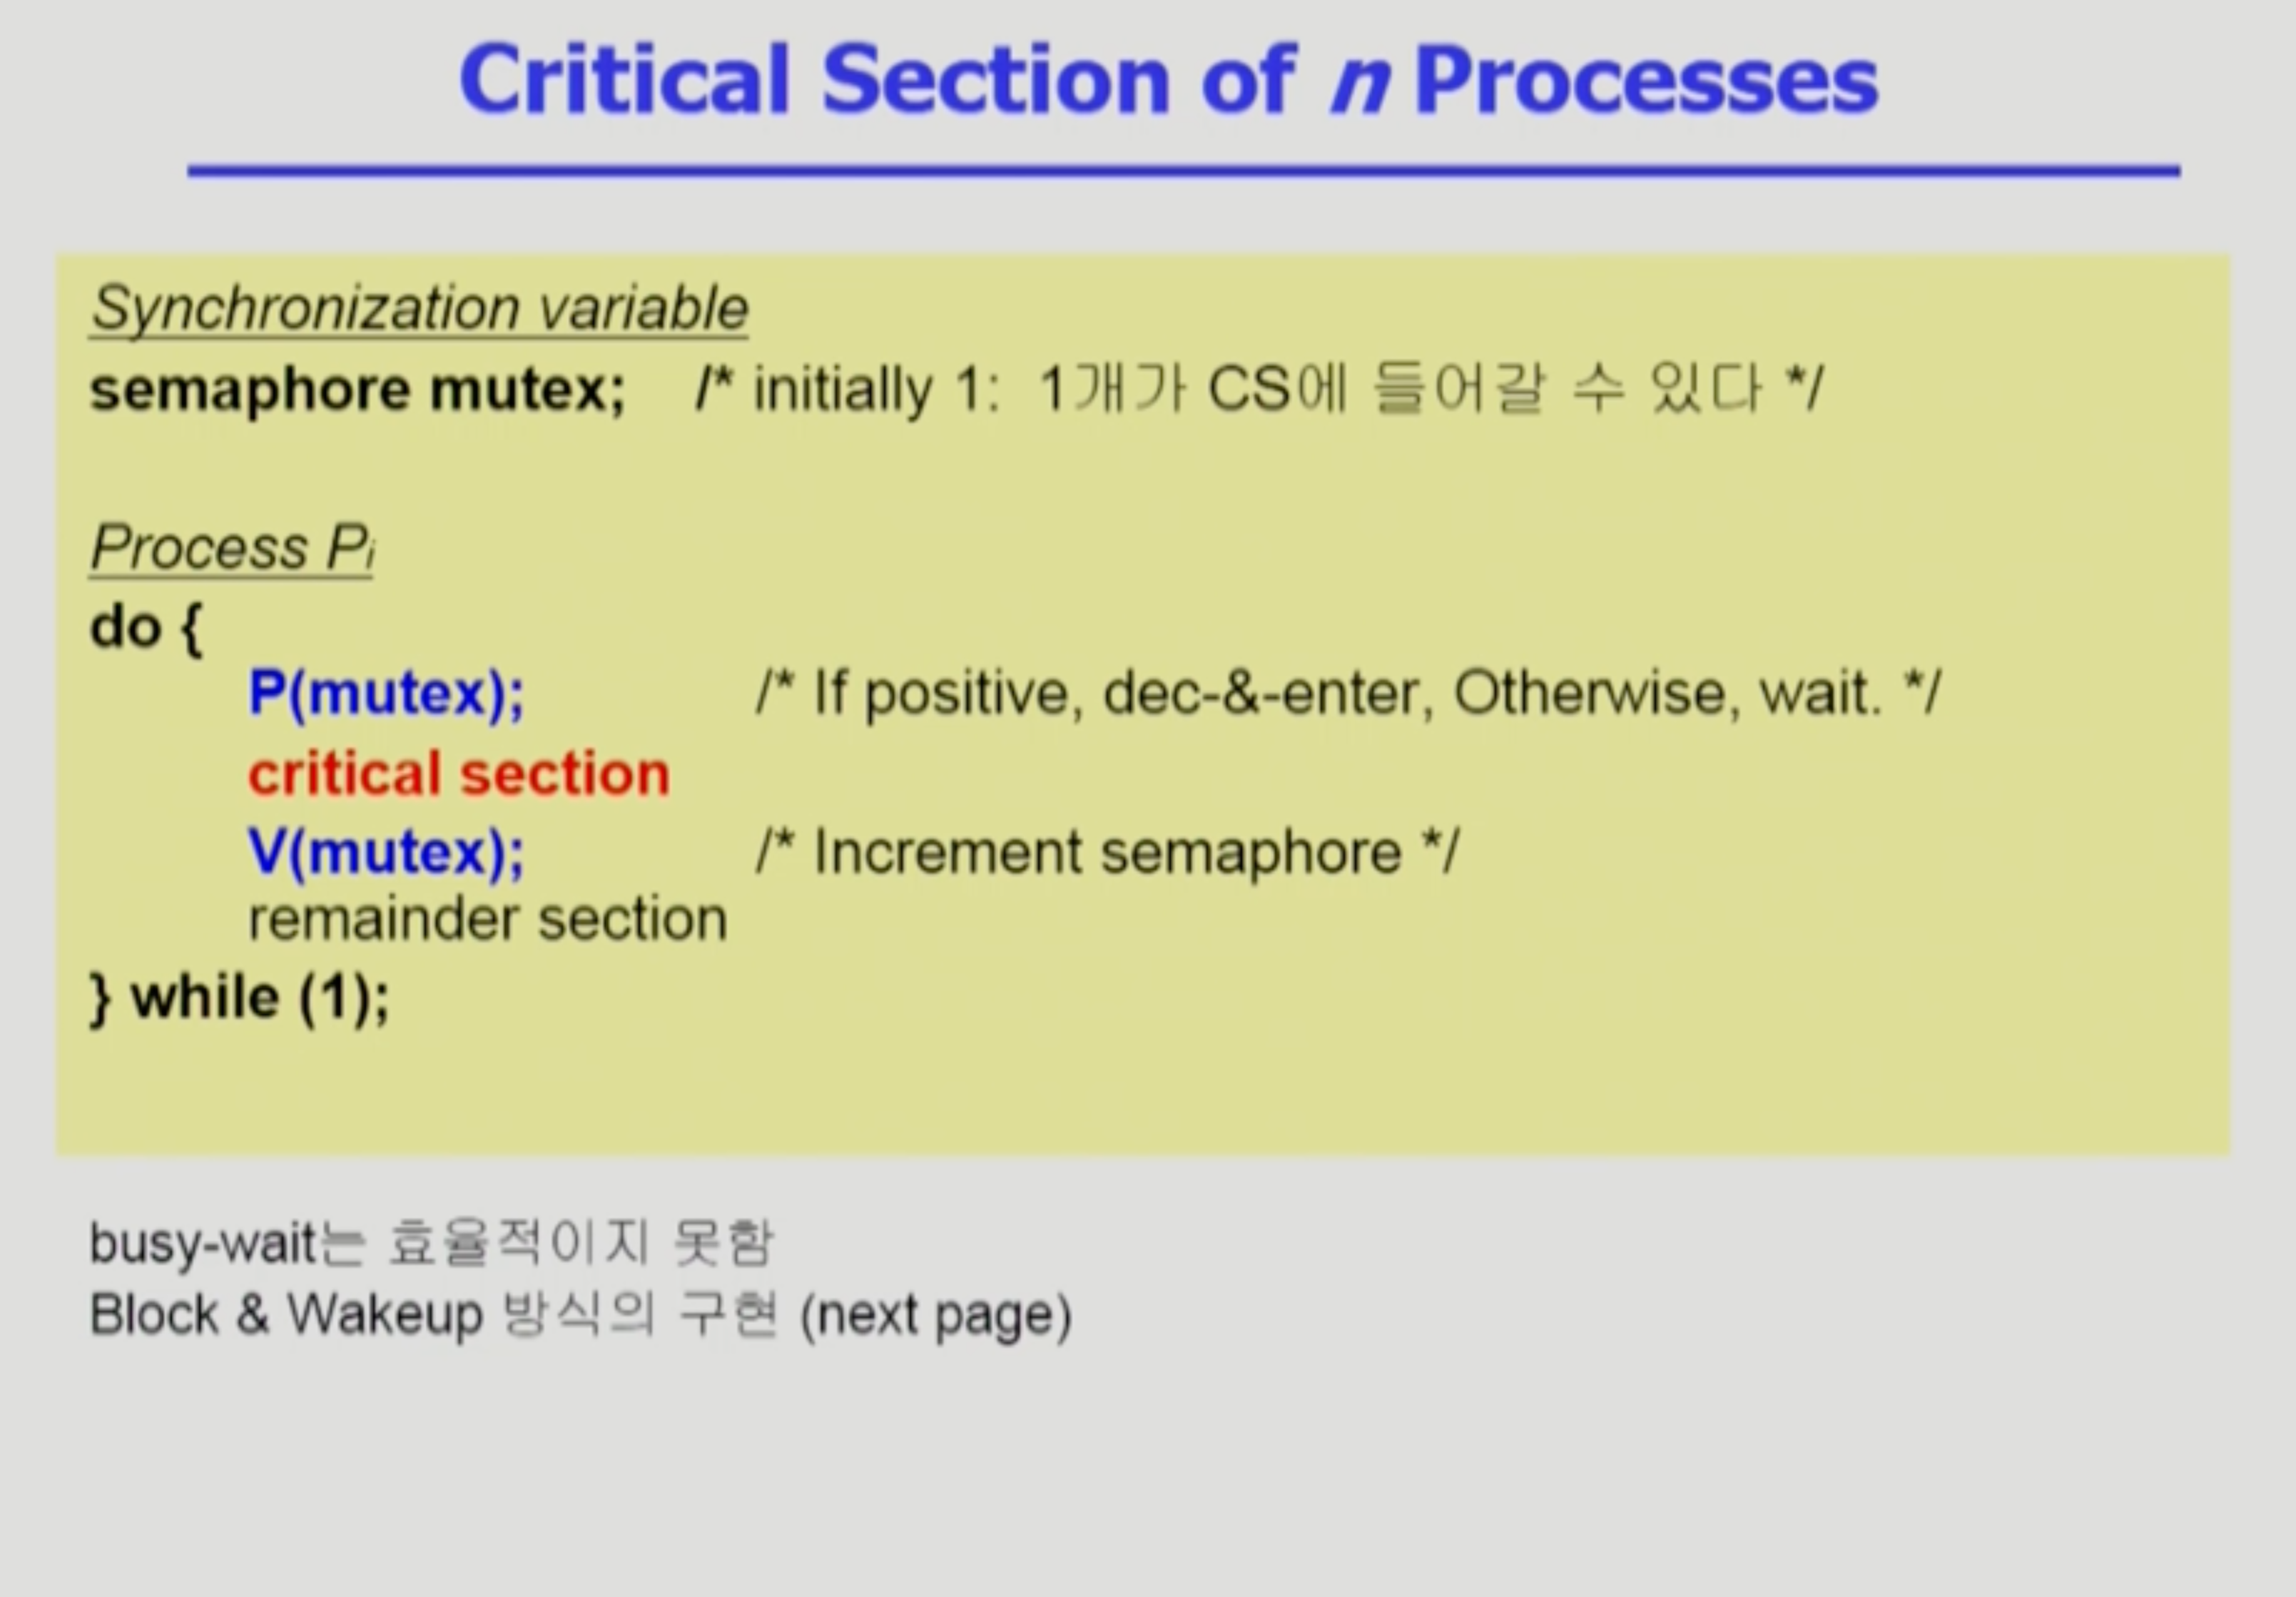 Critical Section of n Processes
Synchronization variable
semaphore mutex; /* initially 1: 1개가 CS에 들어갈 수 있다 */
Process Pi
do {
P(mutex); /* If positive, dec-&-enter, Otherwise, wait. */
critical section
V(mutex); /* Increment semaphore */
remainder section
} while (1);
busy-wait는 효율적이지 못함
Block & Wakeup 방식의 구현 (next page)